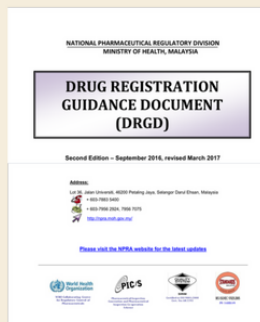 NATIONAL PHARMACEUTICAL REGULATORY DIVISION
MINISTRY OF HEALTH, MALAYSIA
DRUG REGISTRATION
GUIDANCE DOCUMENT
(DRGD)
Second Edition – September 2016, revised March 2017
Address:
Lot 36, Jalan Universiti, 46200 Petaling Jaya, Selangor Darul Ehsan, Malaysia
+ 603-7883 5400
+ 603-7956 2924, 7956 7075
http://npra.moh.gov.my/
Please visit the NPRA website for the latest updates
World Health
Organization
PIC/S